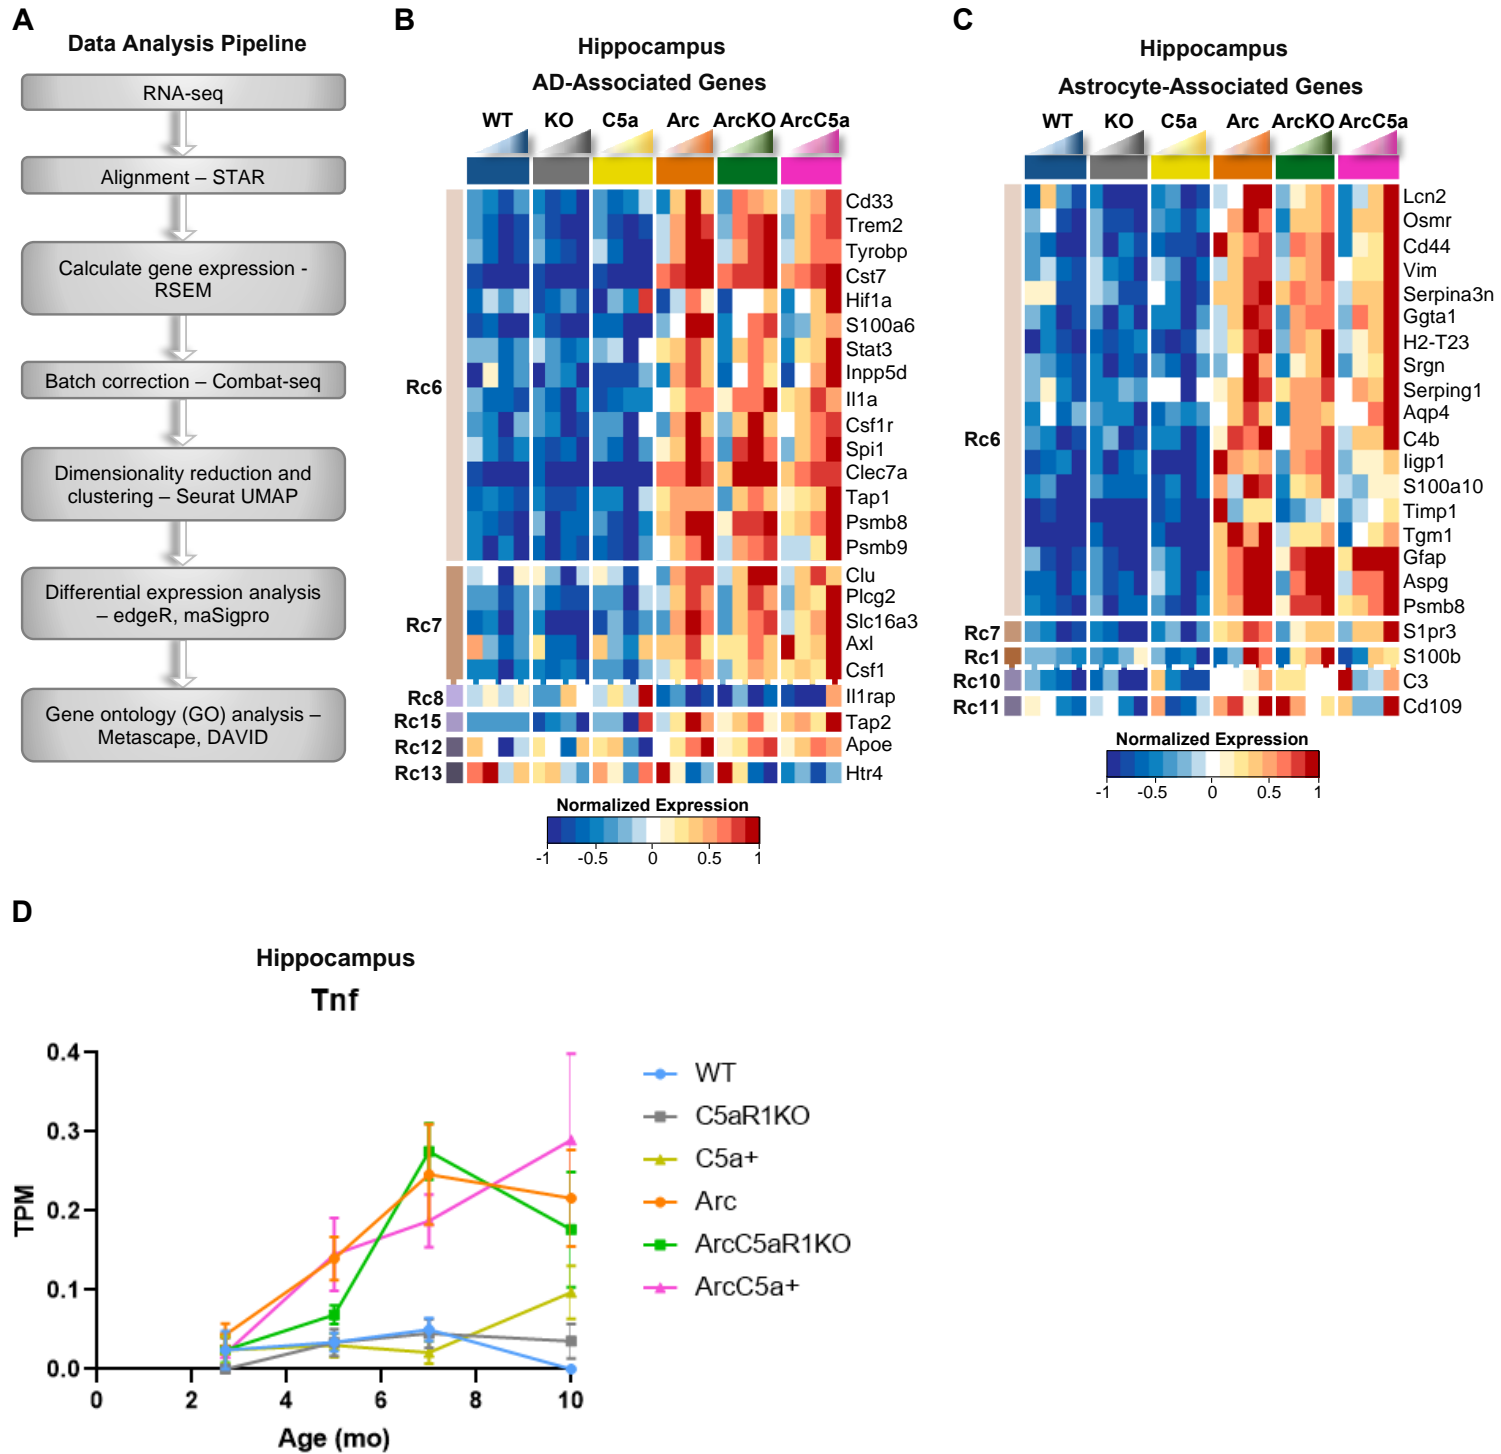 A
Data Analysis Pipeline
RNA-seq
Alignment – STAR
Calculate gene expression -
RSEM
Batch correction – Combat-seq
Dimensionality reduction and
clustering – Seurat UMAP
Differential expression analysis
– edgeR, maSigpro
Gene ontology (GO) analysis –
Metascape, DAVID
B
Hippocampus
AD-Associated Genes
WT KO C5a Arc ArcKO ArcC5a
Rc6
Cd33
Trem2
Tyrobp
Cst7
Hif1a
S100a6
Stat3
Inpp5d
Il1a
Csf1r
Spi1
Clec7a
Tap1
Psmb8
Psmb9
Rc7
Clu
Plcg2
Slc16a3
Axl
Csf1
Rc8 Il1rap
Rc15 Tap2
Rc12 Apoe
Rc13 Htr4
Normalized Expression
-1 -0.5 0 0.5 1
C
Hippocampus
Astrocyte-Associated Genes
WT KO C5a Arc ArcKO ArcC5a
Rc6
Lcn2
Osmr
Cd44
Vim
Serpina3n
Ggta1
H2-T23
Srgn
Serping1
Aqp4
C4b
Iigp1
S100a10
Timp1
Tgm1
Gfap
Aspg
Psmb8
Rc7 S1pr3
Rc1 S100b
Rc10 C3
Rc11 Cd109
Normalized Expression
-1 -0.5 0 0.5 1
D
Hippocampus
Tnf
TPM
0.4
0.3
0.2
0.1
0.0
0 2 4 6 8 10
Age (mo)
WT
C5aR1KO
C5a+
Arc
ArcC5aR1KO
ArcC5a+